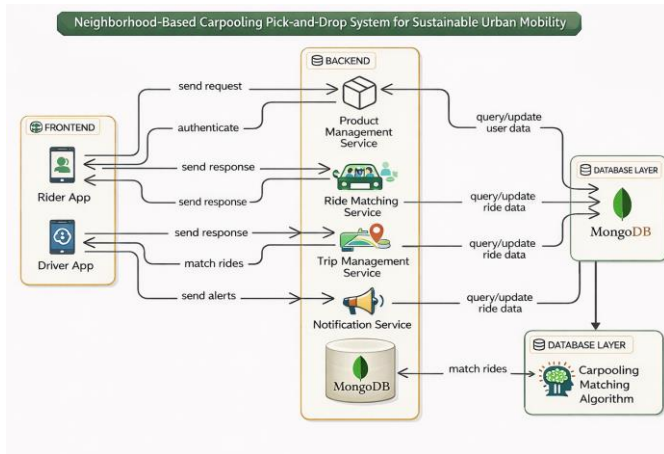 Neighborhood-Based Carpooling Pick-and-Drop System for Sustainable Urban Mobility
BACKEND
send request
Product
Management
Service
query/update
user data
FRONTEND
authenticate
Rider App
send response
send response
Ride Matching
Service
query/update
ride data
DATABASE LAYER
MongoDB
Driver App
send response
match rides
Trip Management
Service
query/update
ride data
send alerts
Notification Service
query/update
ride data
MongoDB
match rides
DATABASE LAYER
Carpooling
Matching
Algorithm